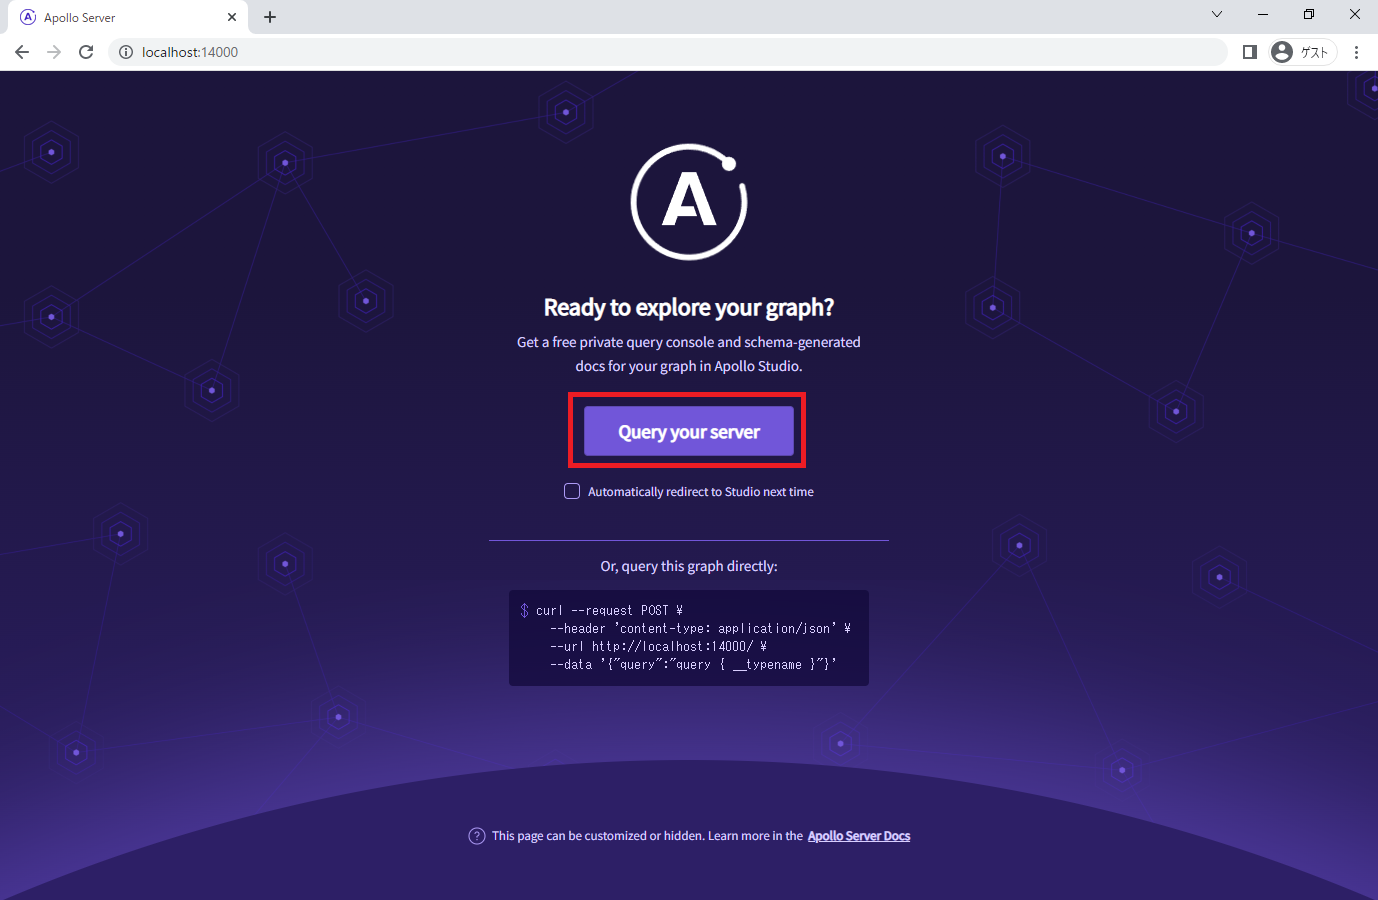 Apollo Server
localhost:14000
ゲスト
A
Ready to explore your graph?
Get a free private query console and schema-generated
docs for your graph in Apollo Studio.
Query your server
Automatically redirect to Studio next time
Or, query this graph directly:
$ curl --request POST ¥
--header 'content-type: application/json' ¥
--url http://localhost:14000/ ¥
--data '{"query":"query { __typename }"}'
? This page can be customized or hidden. Learn more in the Apollo Server Docs